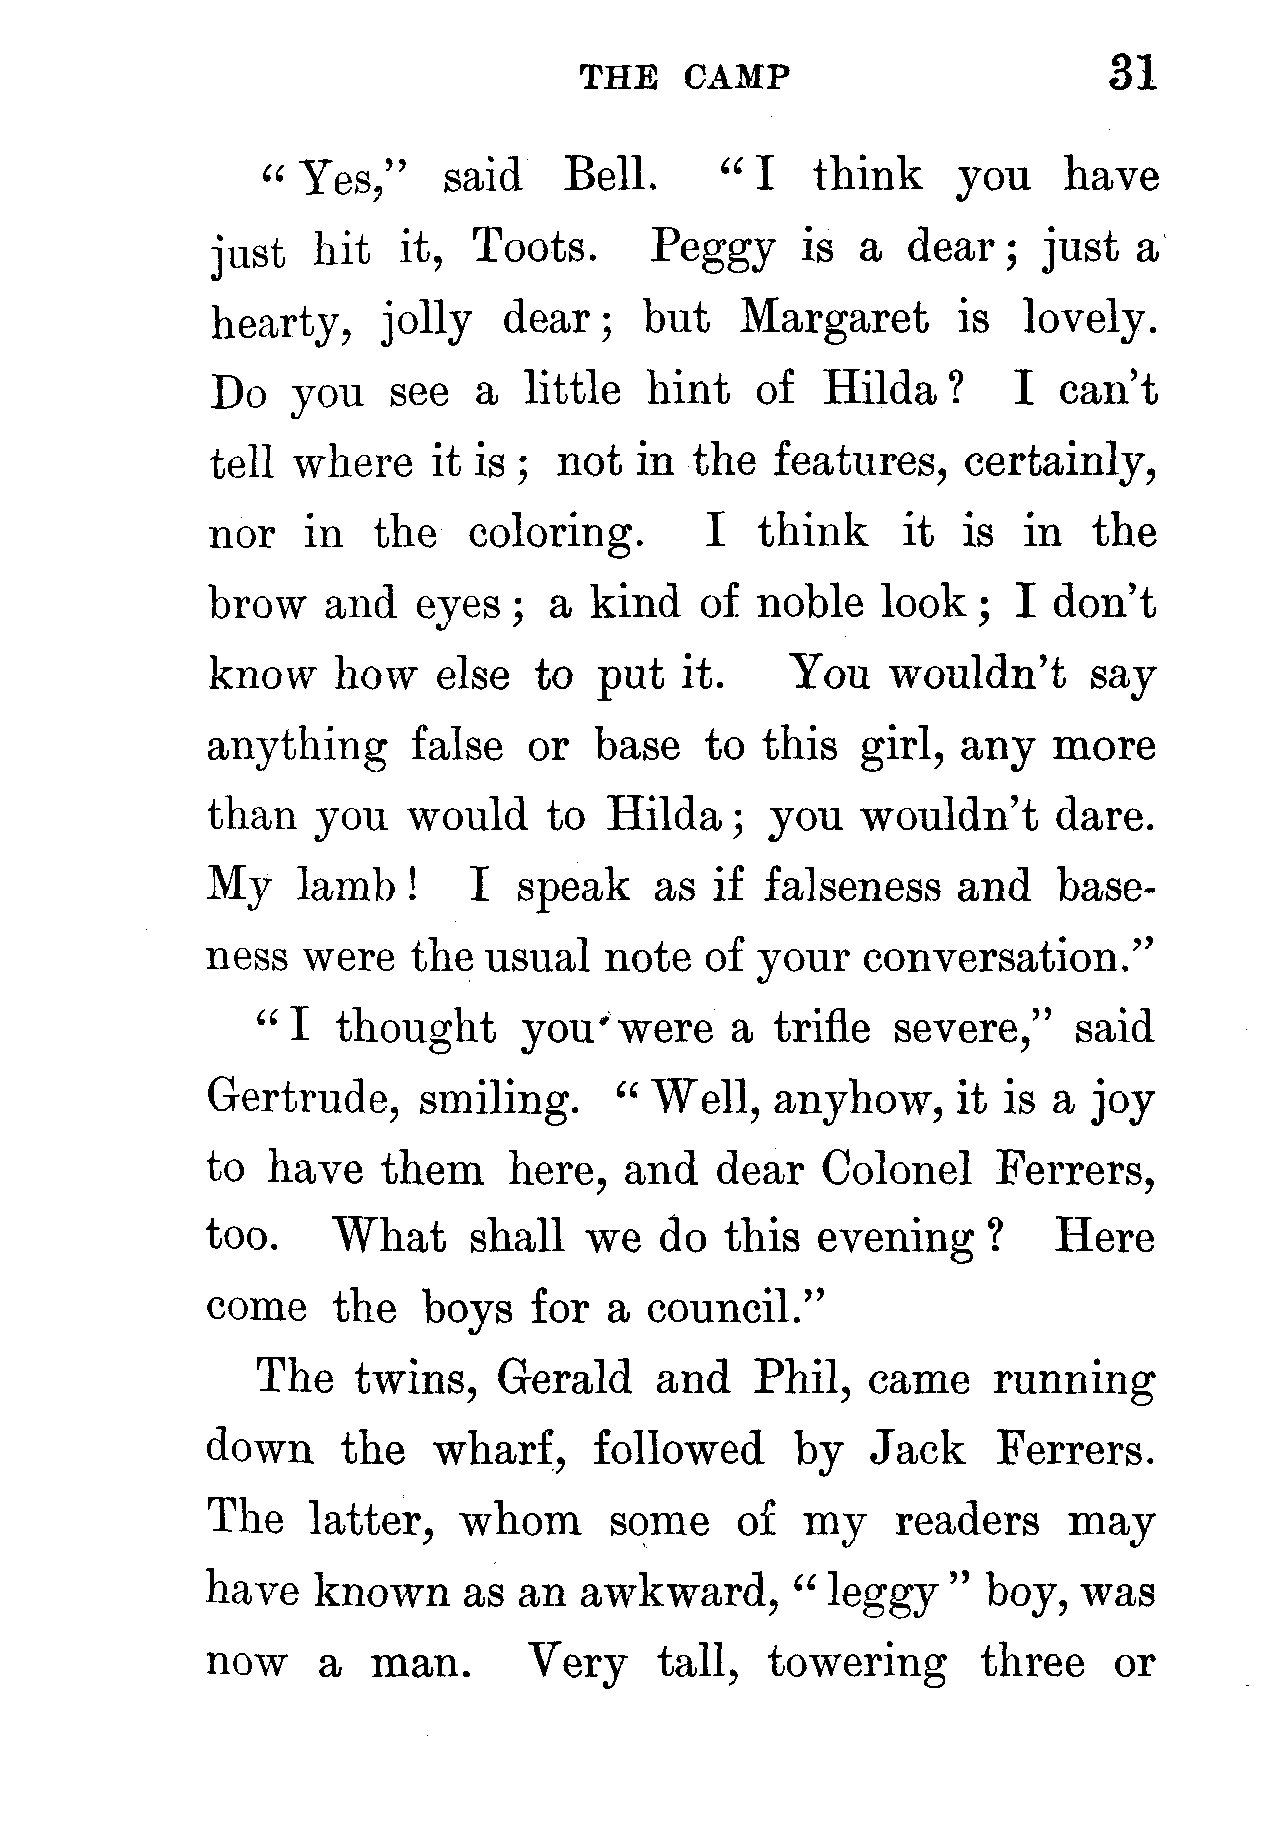 THE CAMP 31
“Yes,” said Bell. “I think you have
just hit it, Toots. Peggy is a dear; just a
hearty, jolly dear; but Margaret is lovely.
Do you see a little hint of Hilda? I can’t
tell where it is; not in the features, certainly,
nor in the coloring. I think it is in the
brow and eyes; a kind of noble look; I don’t
know how else to put it. You wouldn’t say
anything false or base to this girl, any more
than you would to Hilda; you wouldn’t dare.
My lamb! I speak as if falseness and base-
ness were the usual note of your conversation.”
“I thought you were a trifle severe,” said
Gertrude, smiling. “Well, anyhow, it is a joy
to have them here, and dear Colonel Ferrers,
too. What shall we do this evening? Here
come the boys for a council.”
The twins, Gerald and Phil, came running
down the wharf, followed by Jack Ferrers.
The latter, whom some of my readers may
have known as an awkward, “leggy” boy, was
now a man. Very tall, towering three or